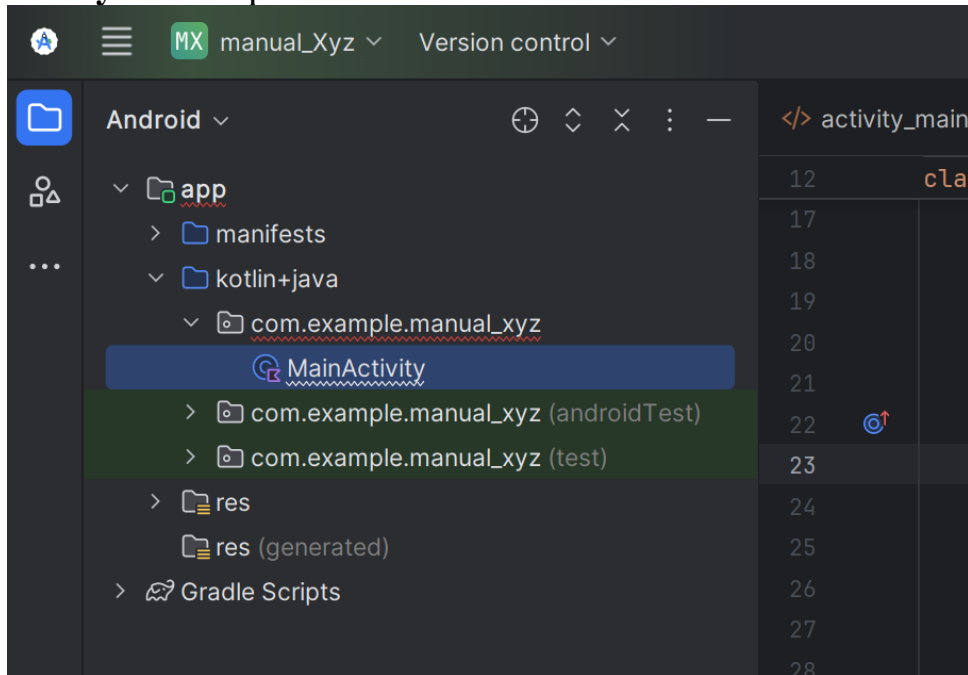 MX manual_Xyz Version control
Android
</> activity_main
app
manifests
kotlin+java
com.example.manual_xyz
MainActivity
com.example.manual_xyz (androidTest)
com.example.manual_xyz (test)
res
res (generated)
Gradle Scripts
12 cla
17
18
19
20
21
22
23
24
25
26
27
28